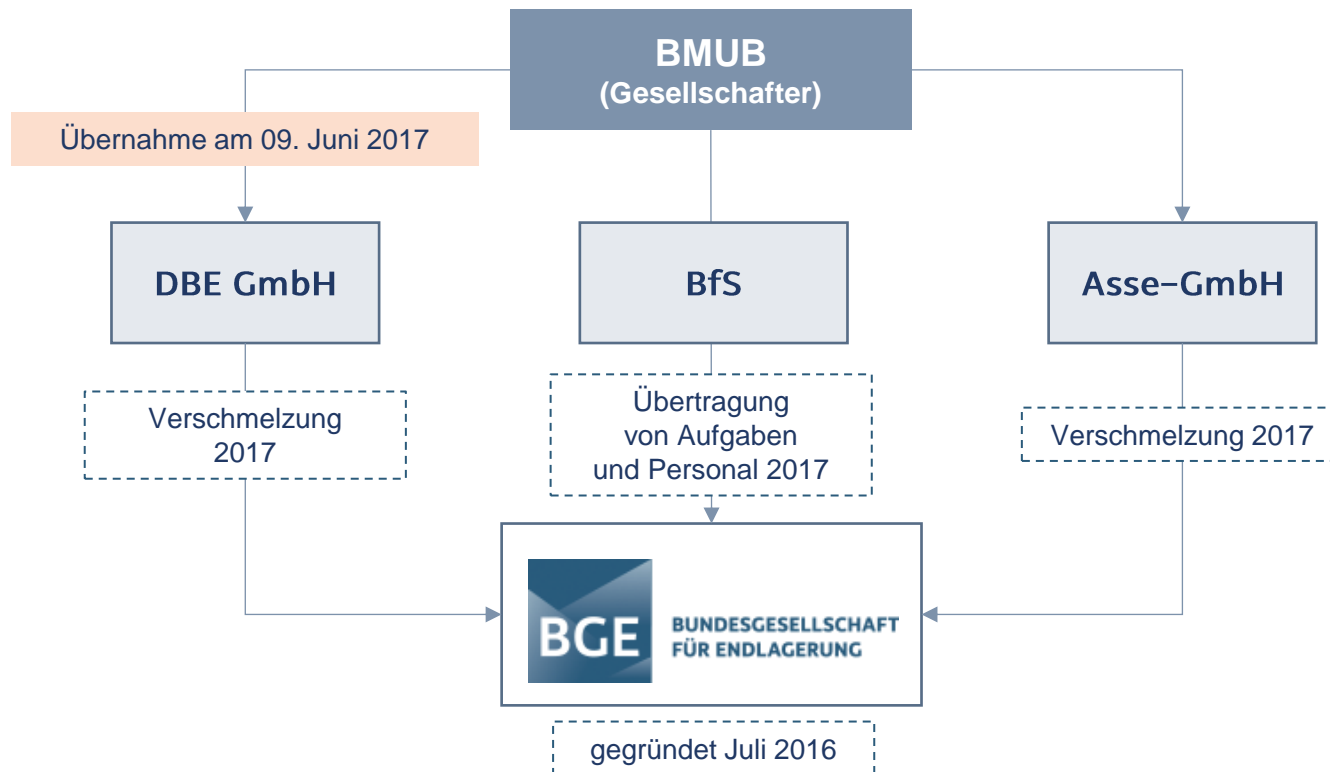 BMUB
(Gesellschafter)
Übernahme am 09. Juni 2017
DBE GmbH
BfS
Asse–GmbH
Verschmelzung
2017
Übertragung
von Aufgaben
und Personal 2017
Verschmelzung 2017
BGE
BUNDESGESELLSCHAFT
FÜR ENDLAGERUNG
gegründet Juli 2016